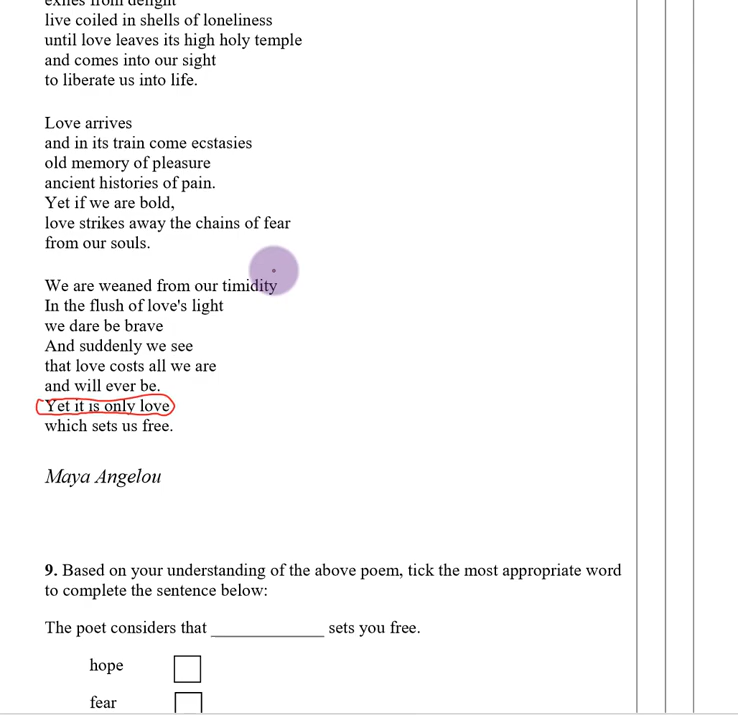 exiles from delight
live coiled in shells of loneliness
until love leaves its high holy temple
and comes into our sight
to liberate us into life.
Love arrives
and in its train come ecstasies
old memory of pleasure
ancient histories of pain.
Yet if we are bold,
love strikes away the chains of fear
from our souls.
We are weaned from our timidity
In the flush of love's light
we dare be brave
And suddenly we see
that love costs all we are
and will ever be.
Yet it is only love
which sets us free.
Maya Angelou
9. Based on your understanding of the above poem, tick the most appropriate word
to complete the sentence below:
The poet considers that ____________ sets you free.
hope
fear